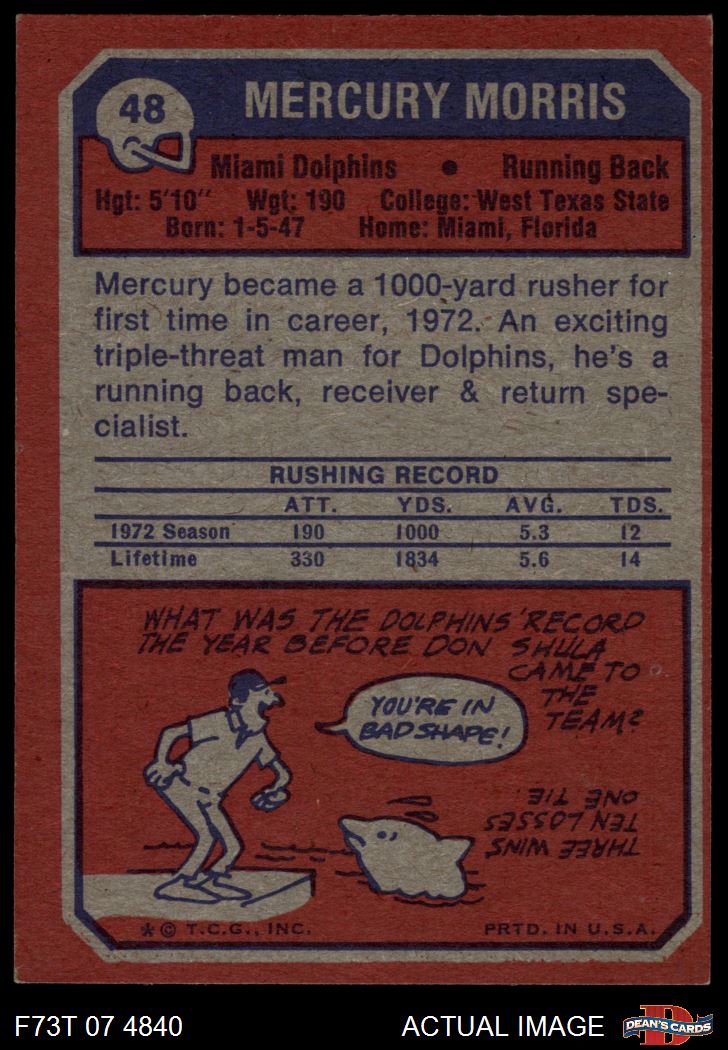 48
MERCURY MORRIS
Miami Dolphins • Running Back
Hgt: 5'10" Wgt: 190 College: West Texas State
Born: 1-5-47 Home: Miami, Florida
Mercury became a 1000-yard rusher for
first time in career, 1972. An exciting
triple-threat man for Dolphins, he's a
running back, receiver & return spe-
cialist.
RUSHING RECORD
ATT. YDS. AVG. TDS.
1972 Season 190 1000 5.3 12
Lifetime 330 1834 5.6 14
WHAT WAS THE DOLPHINS' RECORD
THE YEAR BEFORE DON SHULA
CAME TO
THE
TEAM?
YOU'RE IN
BAD SHAPE!
THREE WINS,
TEN LOSSES
ONE TIE.
* © T.C.G., INC. PRTD. IN U.S.A.
F73T 07 4840
ACTUAL IMAGE
D
DEAN'S CARDS